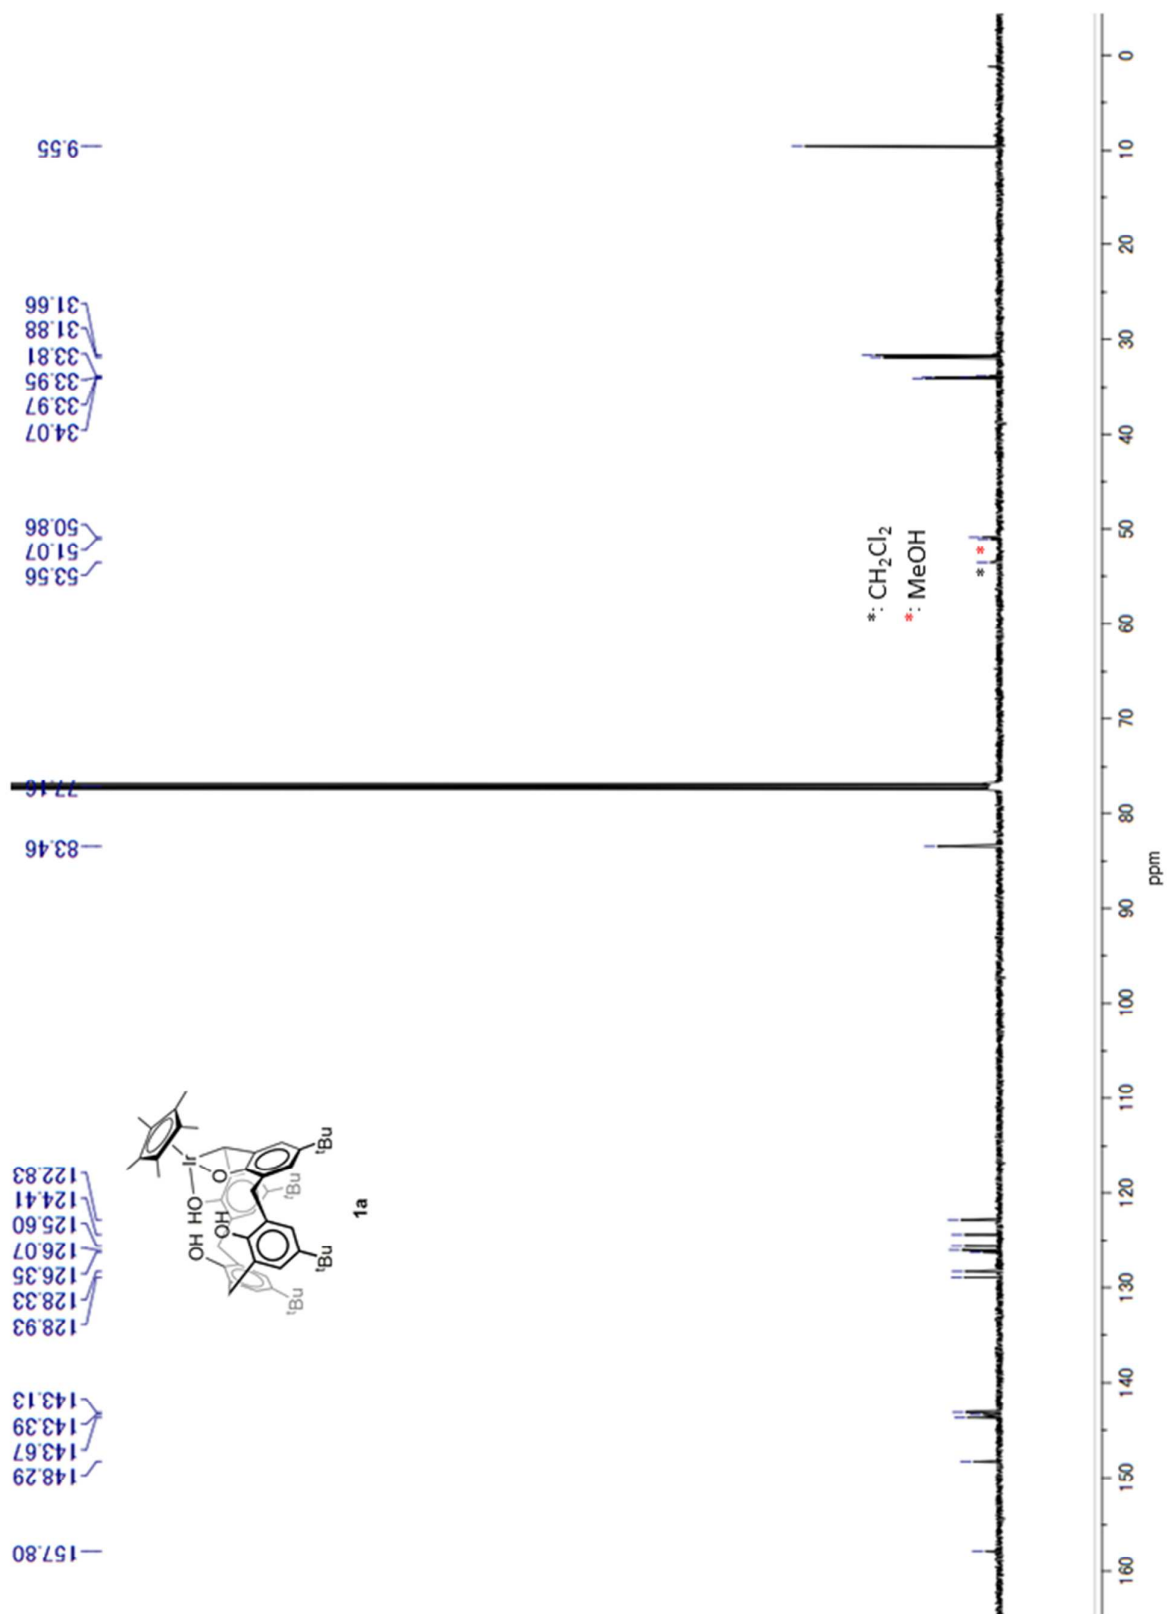 157.80
148.29
143.67
143.39
143.13
128.93
128.33
126.35
126.07
125.60
124.41
122.83
83.46
77.16
53.56
51.07
50.86
34.07
33.97
33.95
33.81
31.88
31.66
9.55
Ir
O
HO
OH
OH
ᵗBu
ᵗBu
ᵗBu
ᵗBu
1a
*: CH₂Cl₂
*: MeOH
* *
160 150 140 130 120 110 100 90 80 70 60 50 40 30 20 10 0
ppm